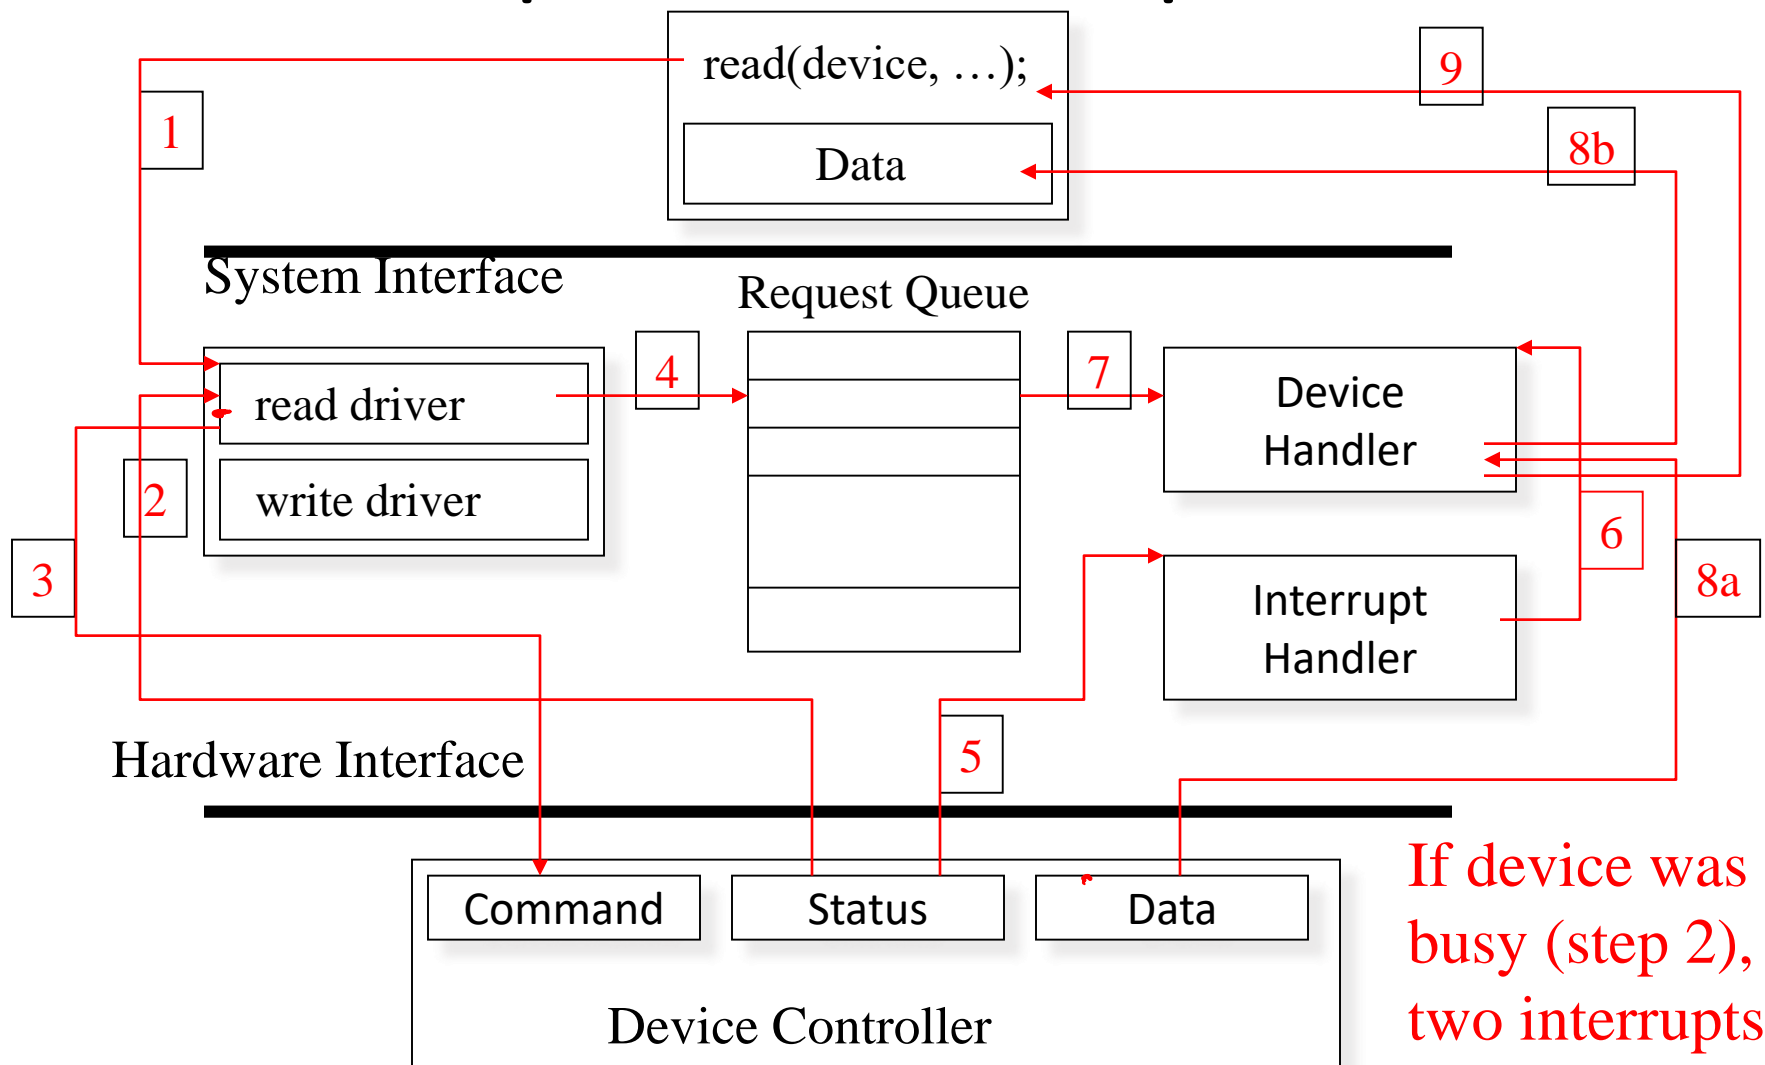 read(device, …);
9
1
Data
8b
System Interface
Request Queue
4
7
read driver
Device
Handler
2
write driver
6
3
Interrupt
Handler
8a
Hardware Interface
5
Command
Status
Data
Device Controller
If device was
busy (step 2),
two interrupts